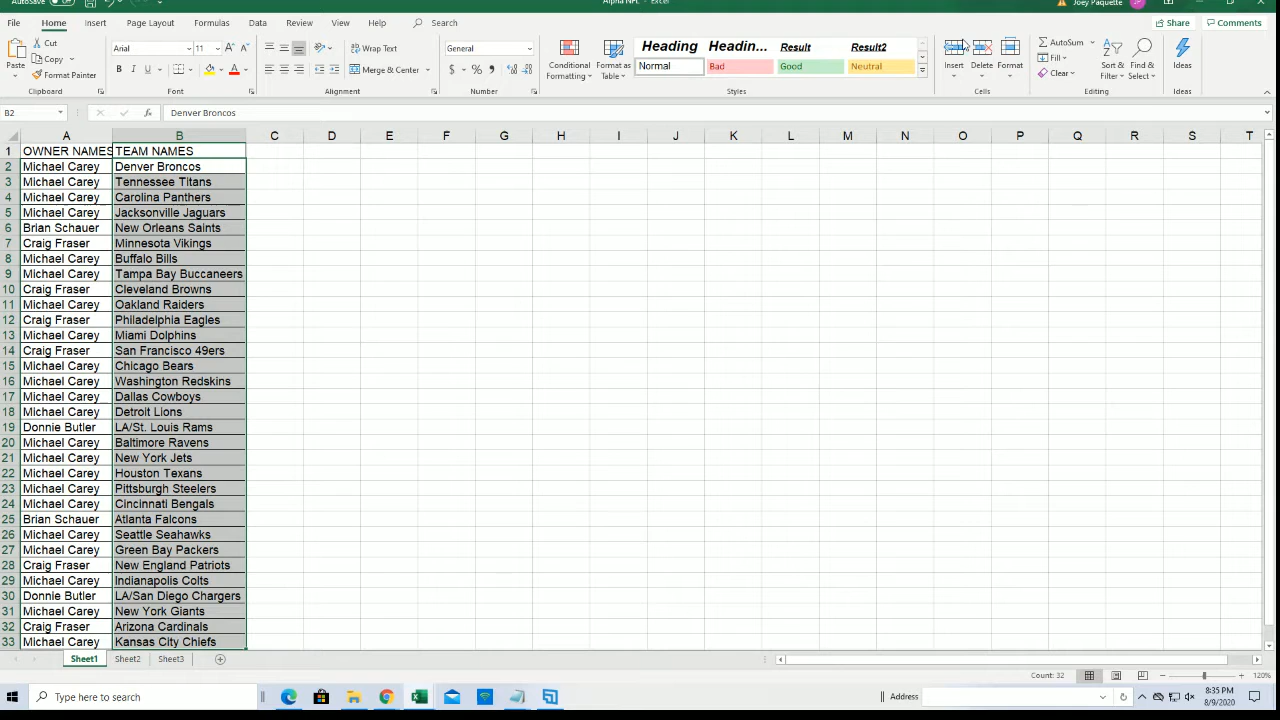 AutoSave Off Alpha NFL - Excel Joey Paquette JP
File Home Insert Page Layout Formulas Data Review View Help Search Share Comments
Cut Arial 11 Wrap Text General Heading Headin... Result Result2 AutoSum
Copy Fill
Paste Format Painter B I U Merge & Center $ % Conditional Formatting Format as Table Normal Bad Good Neutral Insert Delete Format Clear Sort & Filter Find & Select Ideas
Clipboard Font Alignment Number Styles Cells Editing Ideas
B2 fx Denver Broncos
A B C D E F G H I J K L M N O P Q R S T
1 OWNER NAMES TEAM NAMES
2 Michael Carey Denver Broncos
3 Michael Carey Tennessee Titans
4 Michael Carey Carolina Panthers
5 Michael Carey Jacksonville Jaguars
6 Brian Schauer New Orleans Saints
7 Craig Fraser Minnesota Vikings
8 Michael Carey Buffalo Bills
9 Michael Carey Tampa Bay Buccaneers
10 Craig Fraser Cleveland Browns
11 Michael Carey Oakland Raiders
12 Craig Fraser Philadelphia Eagles
13 Michael Carey Miami Dolphins
14 Craig Fraser San Francisco 49ers
15 Michael Carey Chicago Bears
16 Michael Carey Washington Redskins
17 Michael Carey Dallas Cowboys
18 Michael Carey Detroit Lions
19 Donnie Butler LA/St. Louis Rams
20 Michael Carey Baltimore Ravens
21 Michael Carey New York Jets
22 Michael Carey Houston Texans
23 Michael Carey Pittsburgh Steelers
24 Michael Carey Cincinnati Bengals
25 Brian Schauer Atlanta Falcons
26 Michael Carey Seattle Seahawks
27 Michael Carey Green Bay Packers
28 Craig Fraser New England Patriots
29 Michael Carey Indianapolis Colts
30 Donnie Butler LA/San Diego Chargers
31 Michael Carey New York Giants
32 Craig Fraser Arizona Cardinals
33 Michael Carey Kansas City Chiefs
Sheet1 Sheet2 Sheet3
Count: 32 120%
Type here to search Address 8:35 PM
8/9/2020